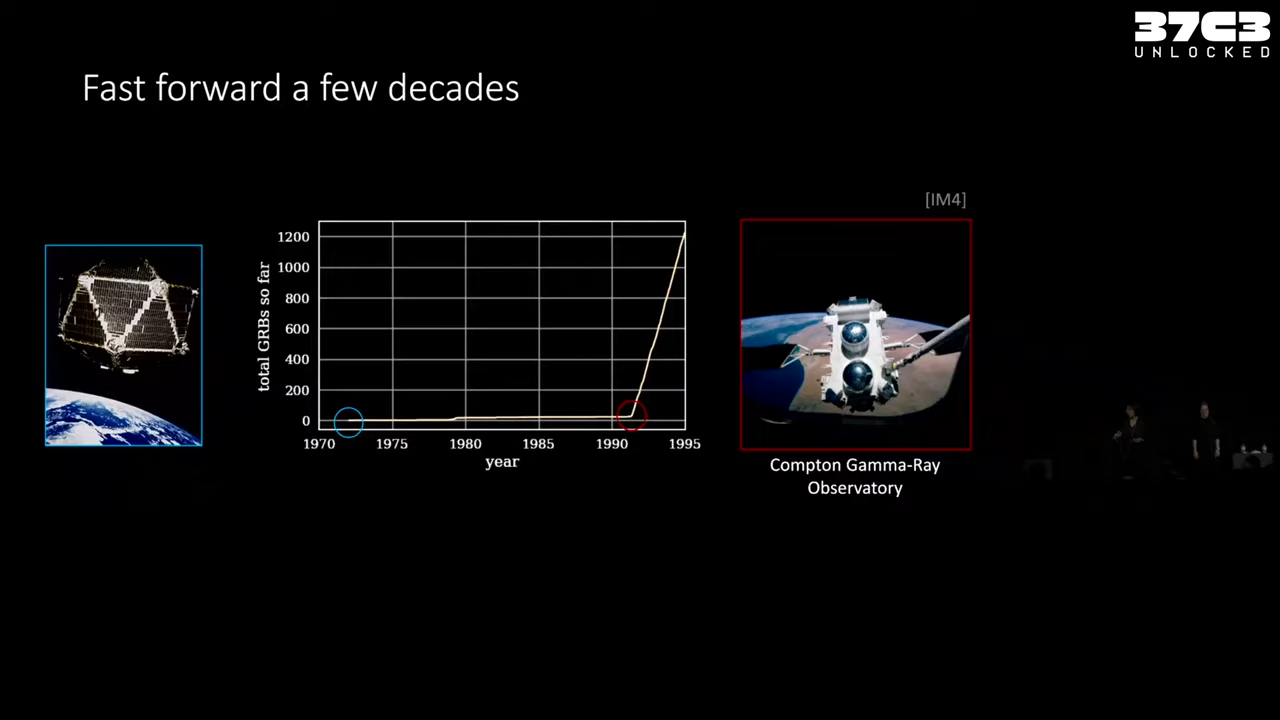 37C3
UNLOCKED
Fast forward a few decades
[IM4]
1200
1000
800
600
400
200
0
total GRBs so far
1970 1975 1980 1985 1990 1995
year
Compton Gamma-Ray
Observatory